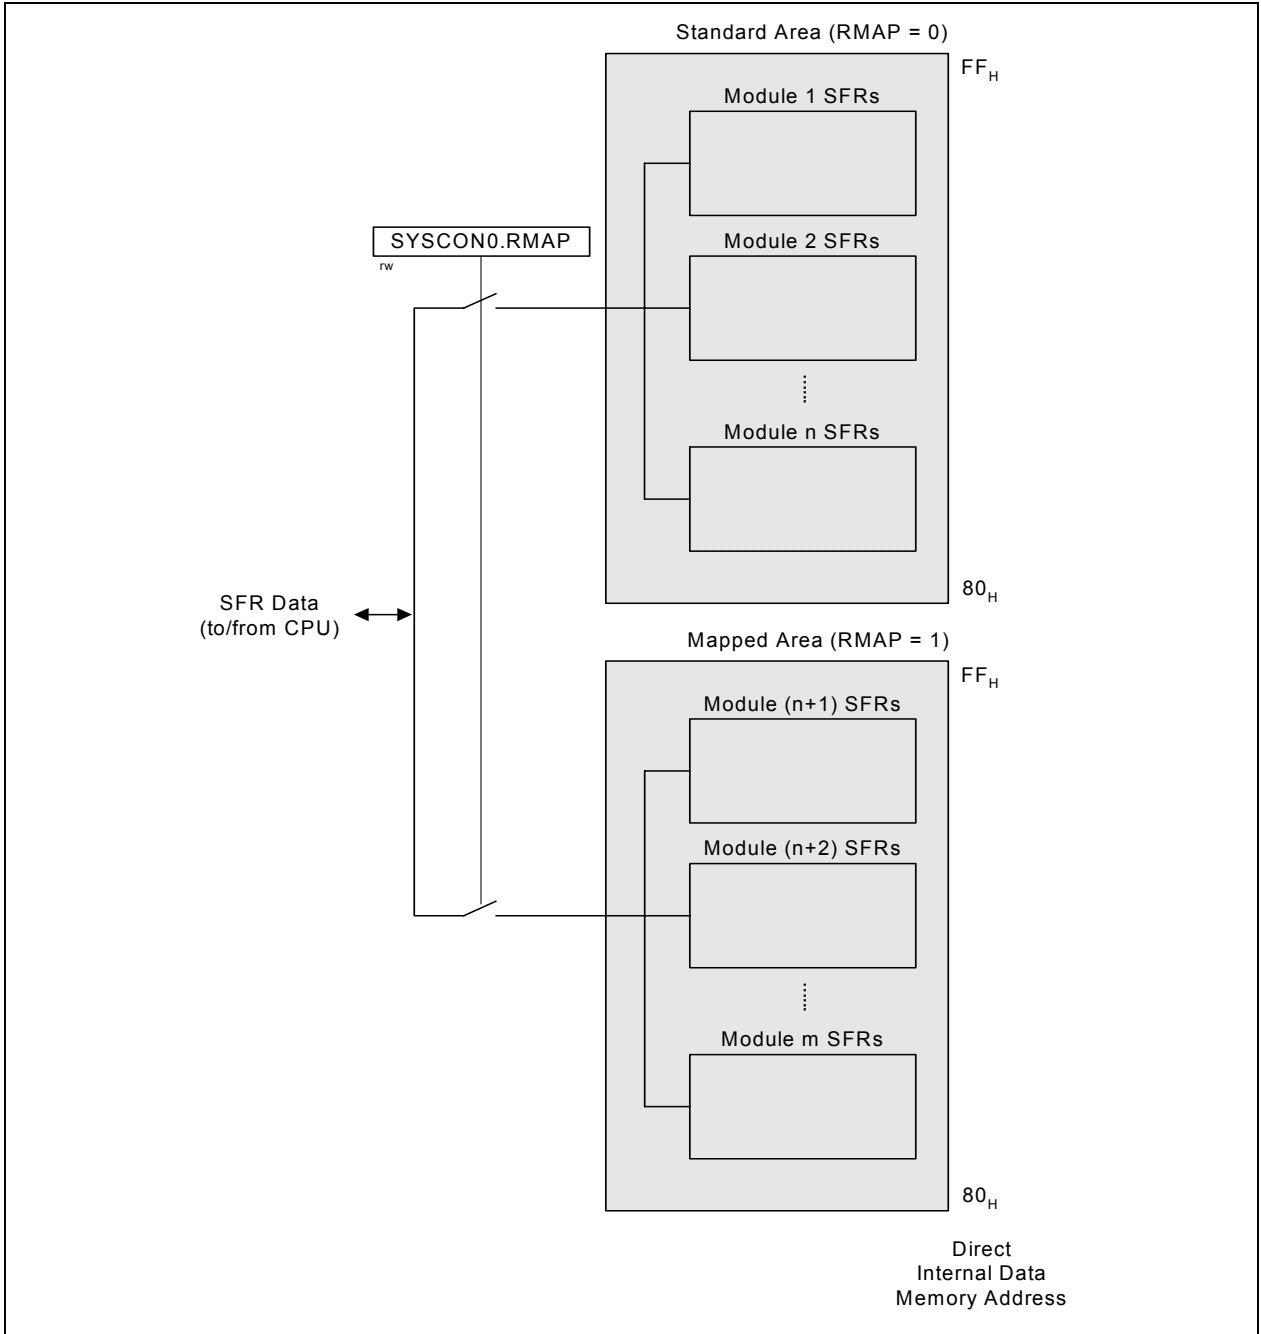 Standard Area (RMAP = 0)
FFH
Module 1 SFRs
SYSCON0.RMAP
rw
Module 2 SFRs
Module n SFRs
80H
SFR Data
(to/from CPU)
Mapped Area (RMAP = 1)
FFH
Module (n+1) SFRs
Module (n+2) SFRs
Module m SFRs
80H
Direct
Internal Data
Memory Address